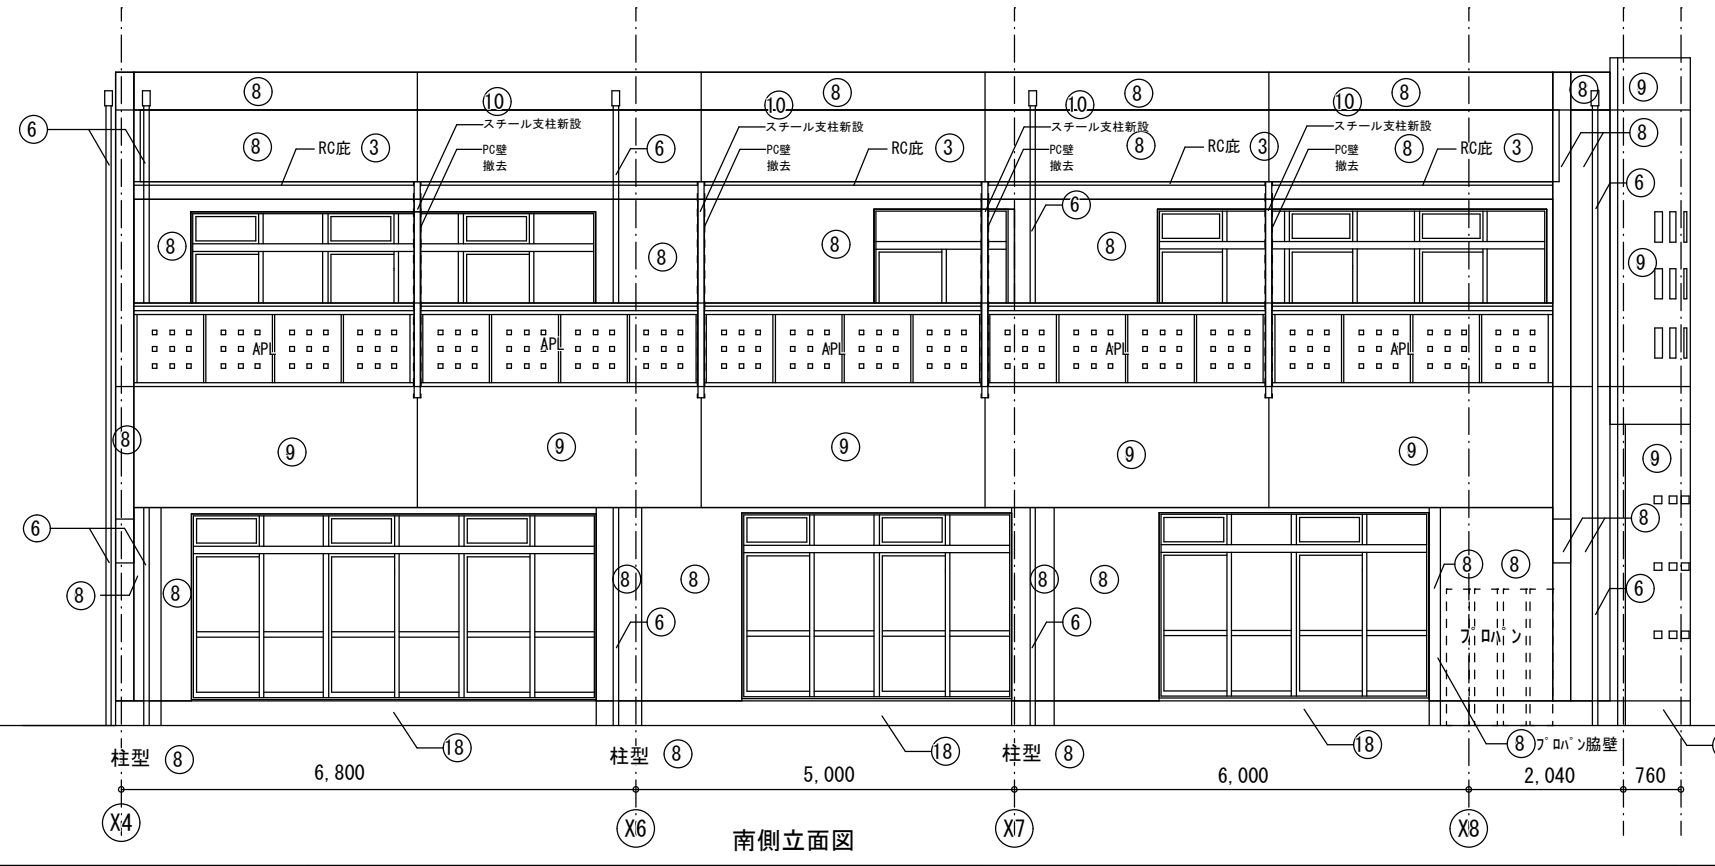 8 10 8 8 8 8 9
10 10 10
6 スチール支柱新設 スチール支柱新設 スチール支柱新設 スチール支柱新設 8
8 RC庇 3 PC壁 6 PC壁 RC庇 3 PC壁 8 RC庇 3 PC壁 8 RC庇 3
撤去 撤去 撤去 撤去
6 6
8 8 8 8 9
APL APL APL APL APL
8 9 9 9 9 9 9
6 8
8 8 8 8 8 8 8 8 6
6 6 プロパン
18 18 18 8 プロパン脇壁
柱型 8 柱型 8 柱型 8
6,800 5,000 6,000 2,040 760
X4 X6 X7 X8
南側立面図